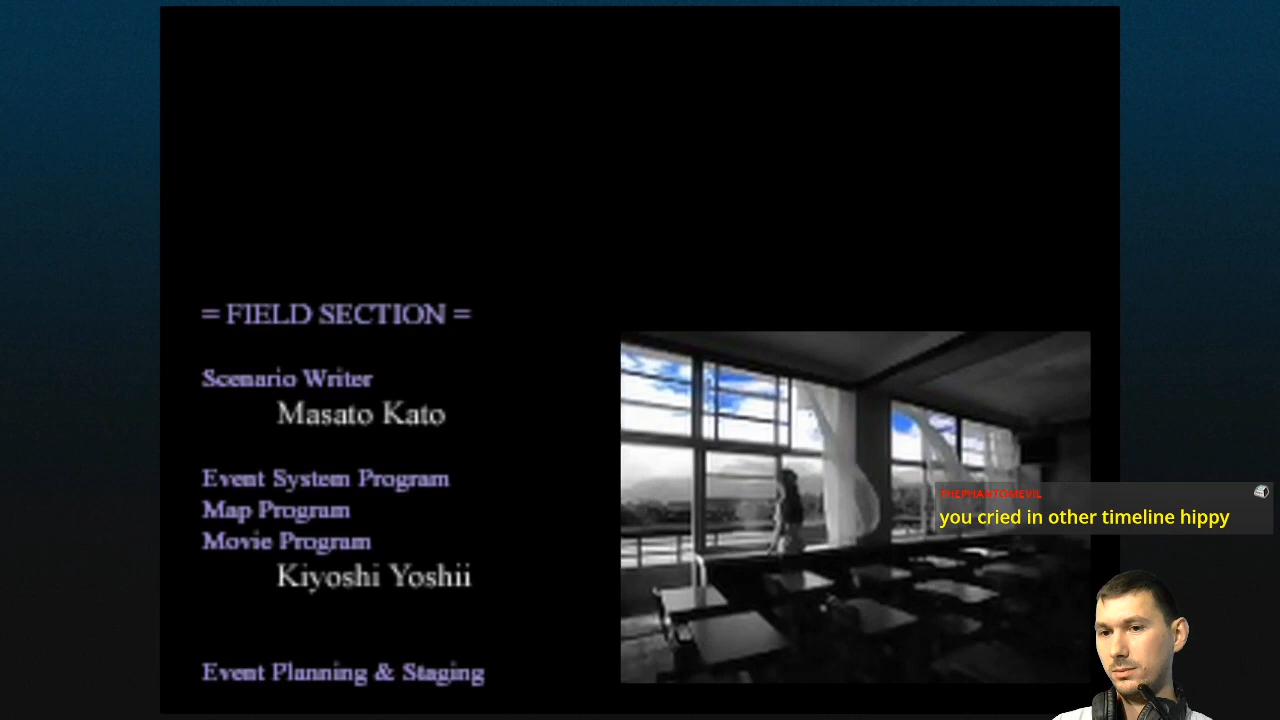 = FIELD SECTION =
Scenario Writer
Masato Kato
Event System Program
Map Program
Movie Program
Kiyoshi Yoshii
Event Planning & Staging
THEPHANTOMEVIL
you cried in other timeline hippy